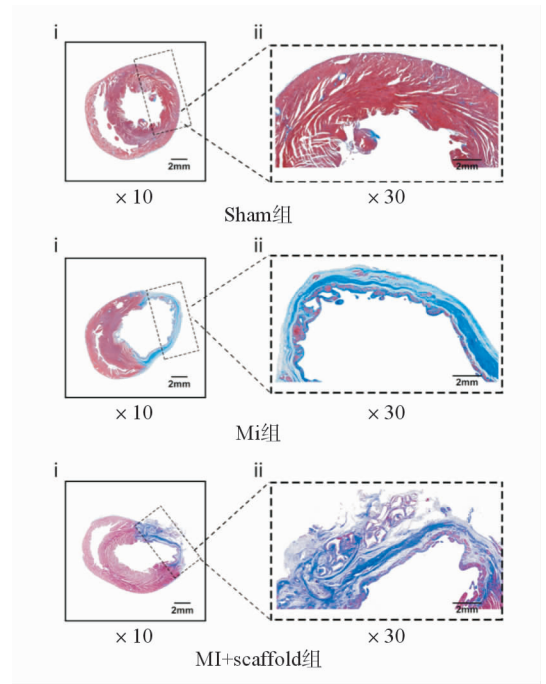 i ii
2mm 2mm
× 10 × 30
Sham组
i ii
2mm 2mm
× 10 × 30
Mi组
i ii
2mm 2mm
× 10 × 30
MI+scaffold组